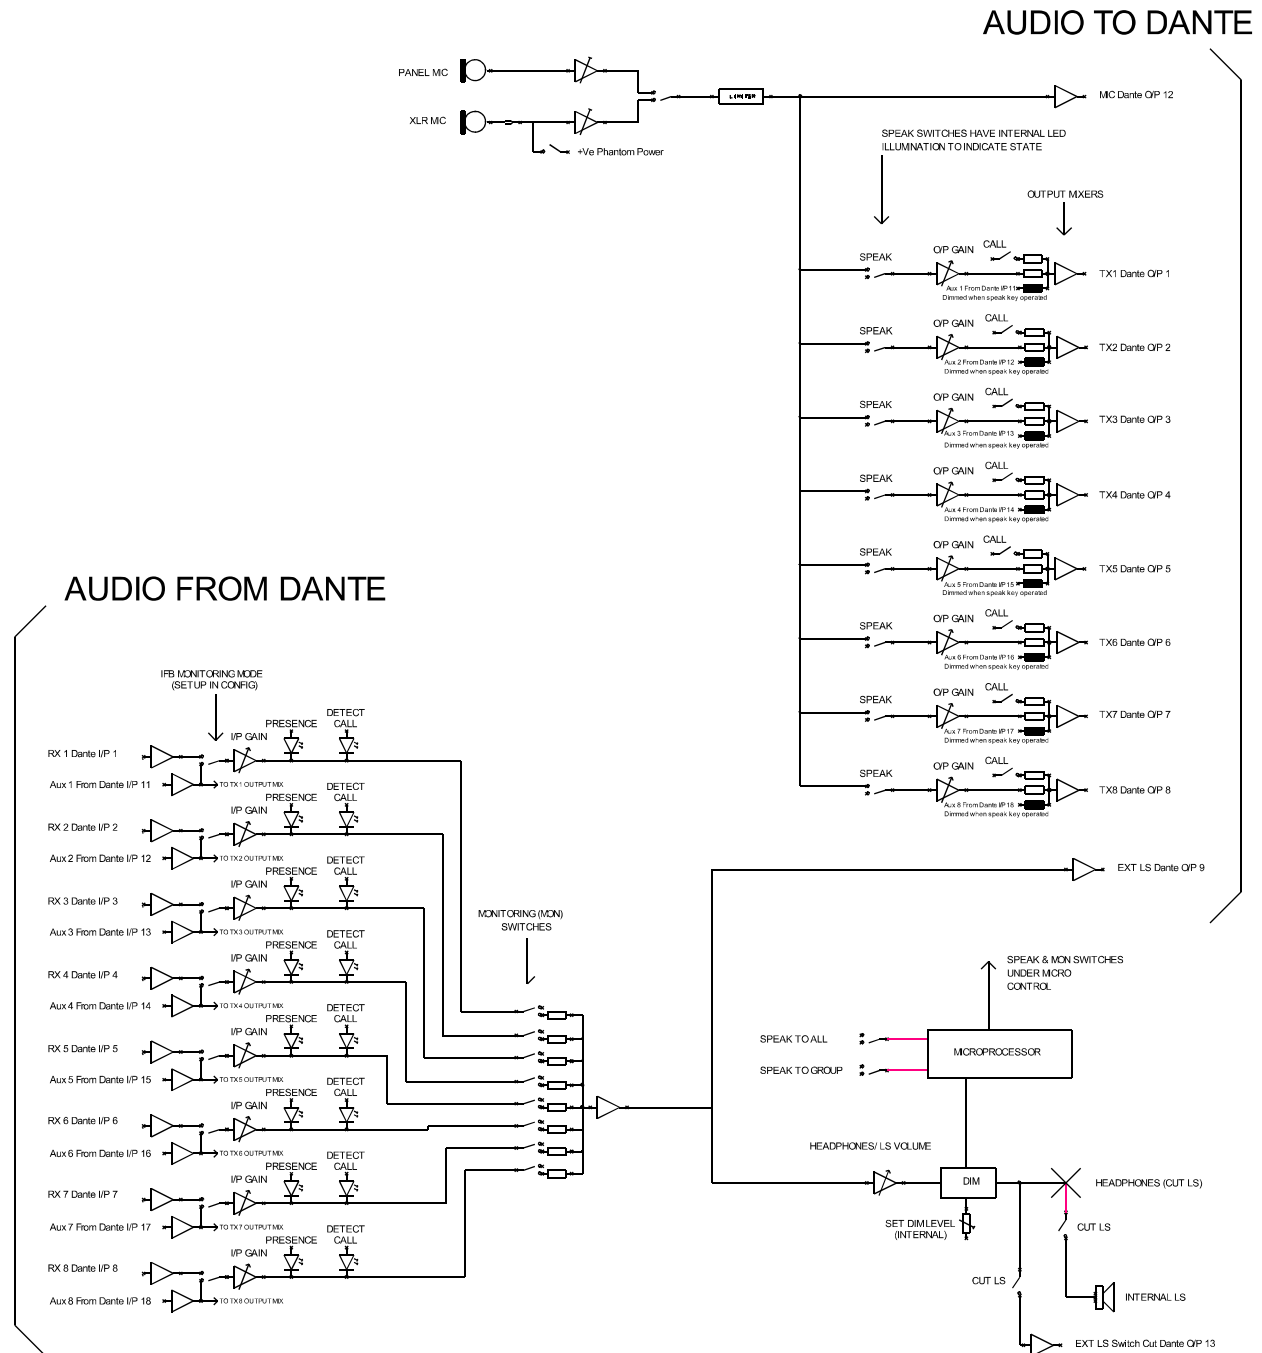 AUDIO TO DANTE
PANEL MIC
XLR MIC
+Ve Phantom Power
MIC Dante O/P 12
SPEAK SWITCHES HAVE INTERNAL LED
ILLUMINATION TO INDICATE STATE
OUTPUT MIXERS
SPEAK
O/P GAIN
CALL
Aux 1 From Dante I/P 11
Dimmed when speak key operated
TX1 Dante O/P 1
SPEAK
O/P GAIN
CALL
Aux 2 From Dante I/P 12
Dimmed when speak key operated
TX2 Dante O/P 2
SPEAK
O/P GAIN
CALL
Aux 3 From Dante I/P 13
Dimmed when speak key operated
TX3 Dante O/P 3
SPEAK
O/P GAIN
CALL
Aux 4 From Dante I/P 14
Dimmed when speak key operated
TX4 Dante O/P 4
SPEAK
O/P GAIN
CALL
Aux 5 From Dante I/P 15
Dimmed when speak key operated
TX5 Dante O/P 5
SPEAK
O/P GAIN
CALL
Aux 6 From Dante I/P 16
Dimmed when speak key operated
TX6 Dante O/P 6
SPEAK
O/P GAIN
CALL
Aux 7 From Dante I/P 17
Dimmed when speak key operated
TX7 Dante O/P 7
SPEAK
O/P GAIN
CALL
Aux 8 From Dante I/P 18
Dimmed when speak key operated
TX8 Dante O/P 8
AUDIO FROM DANTE
IFB MONITORING MODE
(SETUP IN CONFIG)
RX 1 Dante I/P 1
I/P GAIN
PRESENCE
DETECT
CALL
Aux 1 From Dante I/P 11
TO TX1 OUTPUT MIX
RX 2 Dante I/P 2
I/P GAIN
PRESENCE
DETECT
CALL
Aux 2 From Dante I/P 12
TO TX2 OUTPUT MIX
RX 3 Dante I/P 3
I/P GAIN
PRESENCE
DETECT
CALL
Aux 3 From Dante I/P 13
TO TX3 OUTPUT MIX
RX 4 Dante I/P 4
I/P GAIN
PRESENCE
DETECT
CALL
Aux 4 From Dante I/P 14
TO TX4 OUTPUT MIX
RX 5 Dante I/P 5
I/P GAIN
PRESENCE
DETECT
CALL
Aux 5 From Dante I/P 15
TO TX5 OUTPUT MIX
RX 6 Dante I/P 6
I/P GAIN
PRESENCE
DETECT
CALL
Aux 6 From Dante I/P 16
TO TX6 OUTPUT MIX
RX 7 Dante I/P 7
I/P GAIN
PRESENCE
DETECT
CALL
Aux 7 From Dante I/P 17
TO TX7 OUTPUT MIX
RX 8 Dante I/P 8
I/P GAIN
PRESENCE
DETECT
CALL
Aux 8 From Dante I/P 18
TO TX8 OUTPUT MIX
MONITORING (MON)
SWITCHES
EXT LS Dante O/P 9
SPEAK & MON SWITCHES
UNDER MICRO
CONTROL
SPEAK TO ALL
MICROPROCESSOR
SPEAK TO GROUP
HEADPHONES/ LS VOLUME
DIM
HEADPHONES (CUT LS)
SET DIM LEVEL
(INTERNAL)
CUT LS
CUT LS
INTERNAL LS
EXT LS Switch Cut Dante O/P 13